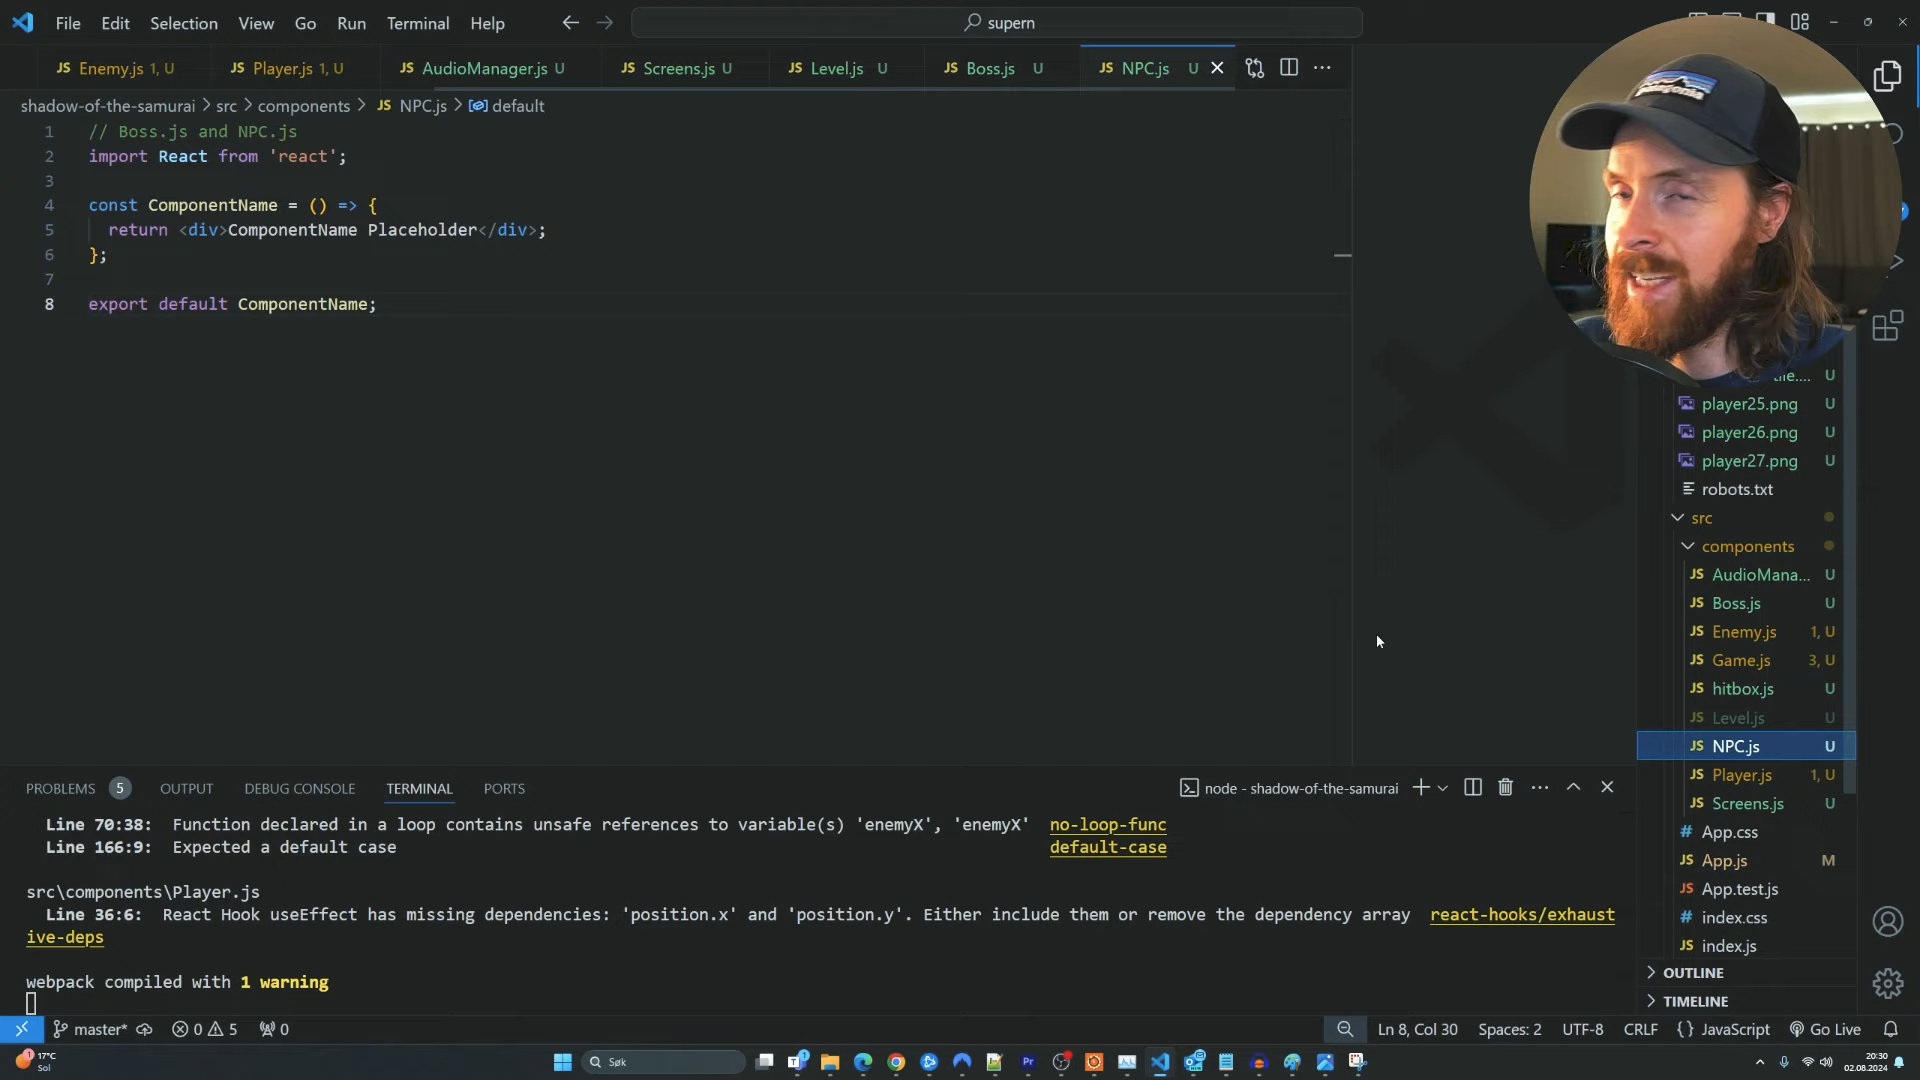 File Edit Selection View Go Run Terminal Help
supern
JS Enemy.js 1, U JS Player.js 1, U JS AudioManager.js U JS Screens.js U JS Level.js U JS Boss.js U JS NPC.js U
shadow-of-the-samurai > src > components > JS NPC.js > default
1 // Boss.js and NPC.js
2 import React from 'react';
3
4 const ComponentName = () => {
5 return <div>ComponentName Placeholder</div>;
6 };
7
8 export default ComponentName;
patagonia
tile.... U
player25.png U
player26.png U
player27.png U
robots.txt
src
components
JS AudioMana... U
JS Boss.js U
JS Enemy.js 1, U
JS Game.js 3, U
JS hitbox.js U
JS Level.js U
JS NPC.js U
JS Player.js 1, U
JS Screens.js U
# App.css
JS App.js M
JS App.test.js
# index.css
JS index.js
OUTLINE
TIMELINE
PROBLEMS 5 OUTPUT DEBUG CONSOLE TERMINAL PORTS
node - shadow-of-the-samurai
Line 70:38: Function declared in a loop contains unsafe references to variable(s) 'enemyX', 'enemyX' no-loop-func
Line 166:9: Expected a default case default-case
src\components\Player.js
Line 36:6: React Hook useEffect has missing dependencies: 'position.x' and 'position.y'. Either include them or remove the dependency array react-hooks/exhaust
ive-deps
webpack compiled with 1 warning
master* 0 5 0
Ln 8, Col 30 Spaces: 2 UTF-8 CRLF {} JavaScript Go Live
17°C
Sol
Søk
20:30
02.08.2024